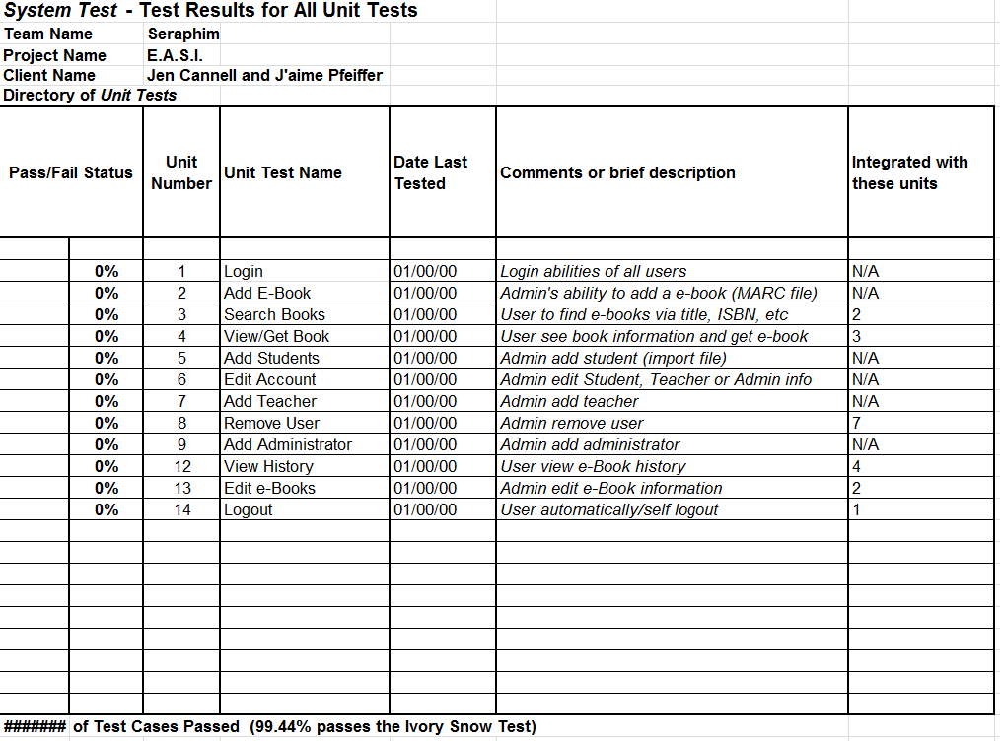 System Test - Test Results for All Unit Tests
Team Name Seraphim
Project Name E.A.S.I.
Client Name Jen Cannell and J'aime Pfeiffer
Directory of Unit Tests
Pass/Fail Status Unit Number Unit Test Name Date Last Tested Comments or brief description Integrated with these units
0% 1 Login 01/00/00 Login abilities of all users N/A
0% 2 Add E-Book 01/00/00 Admin's ability to add a e-book (MARC file) N/A
0% 3 Search Books 01/00/00 User to find e-books via title, ISBN, etc 2
0% 4 View/Get Book 01/00/00 User see book information and get e-book 3
0% 5 Add Students 01/00/00 Admin add student (import file) N/A
0% 6 Edit Account 01/00/00 Admin edit Student, Teacher or Admin info N/A
0% 7 Add Teacher 01/00/00 Admin add teacher N/A
0% 8 Remove User 01/00/00 Admin remove user 7
0% 9 Add Administrator 01/00/00 Admin add administrator N/A
0% 12 View History 01/00/00 User view e-Book history 4
0% 13 Edit e-Books 01/00/00 Admin edit e-Book information 2
0% 14 Logout 01/00/00 User automatically/self logout 1
####### of Test Cases Passed (99.44% passes the Ivory Snow Test)